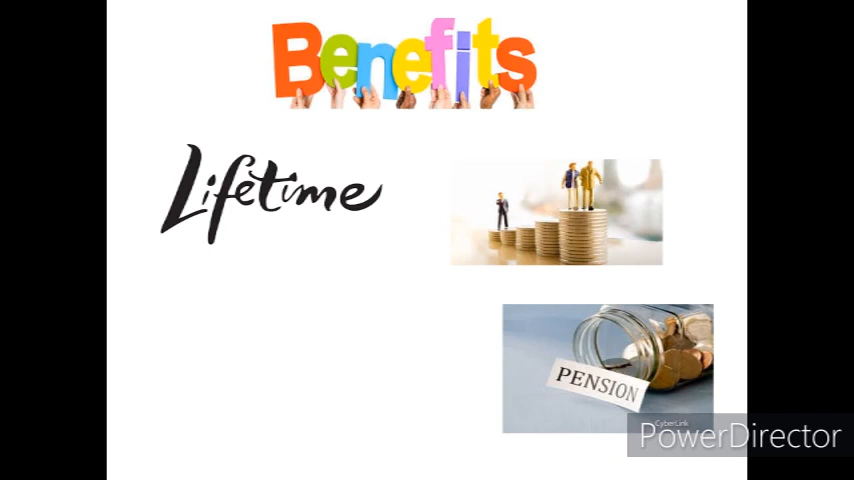 Benefits
Lifetime
PENSION
CyberLink
PowerDirector